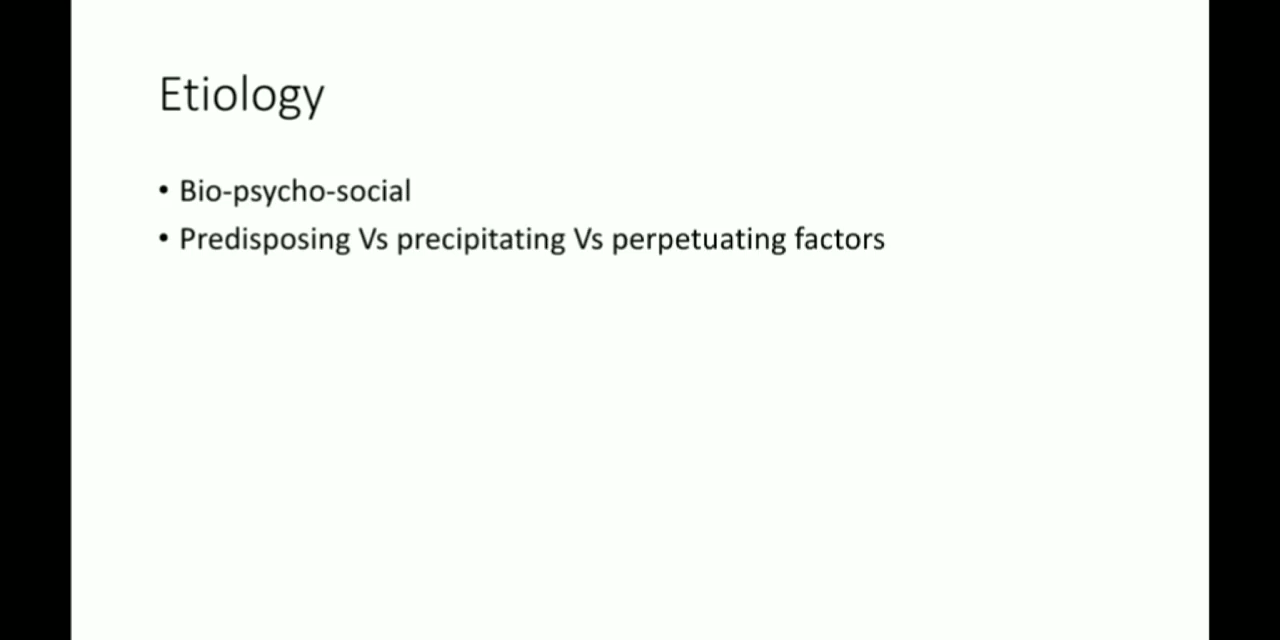 Etiology
• Bio-psycho-social
• Predisposing Vs precipitating Vs perpetuating factors